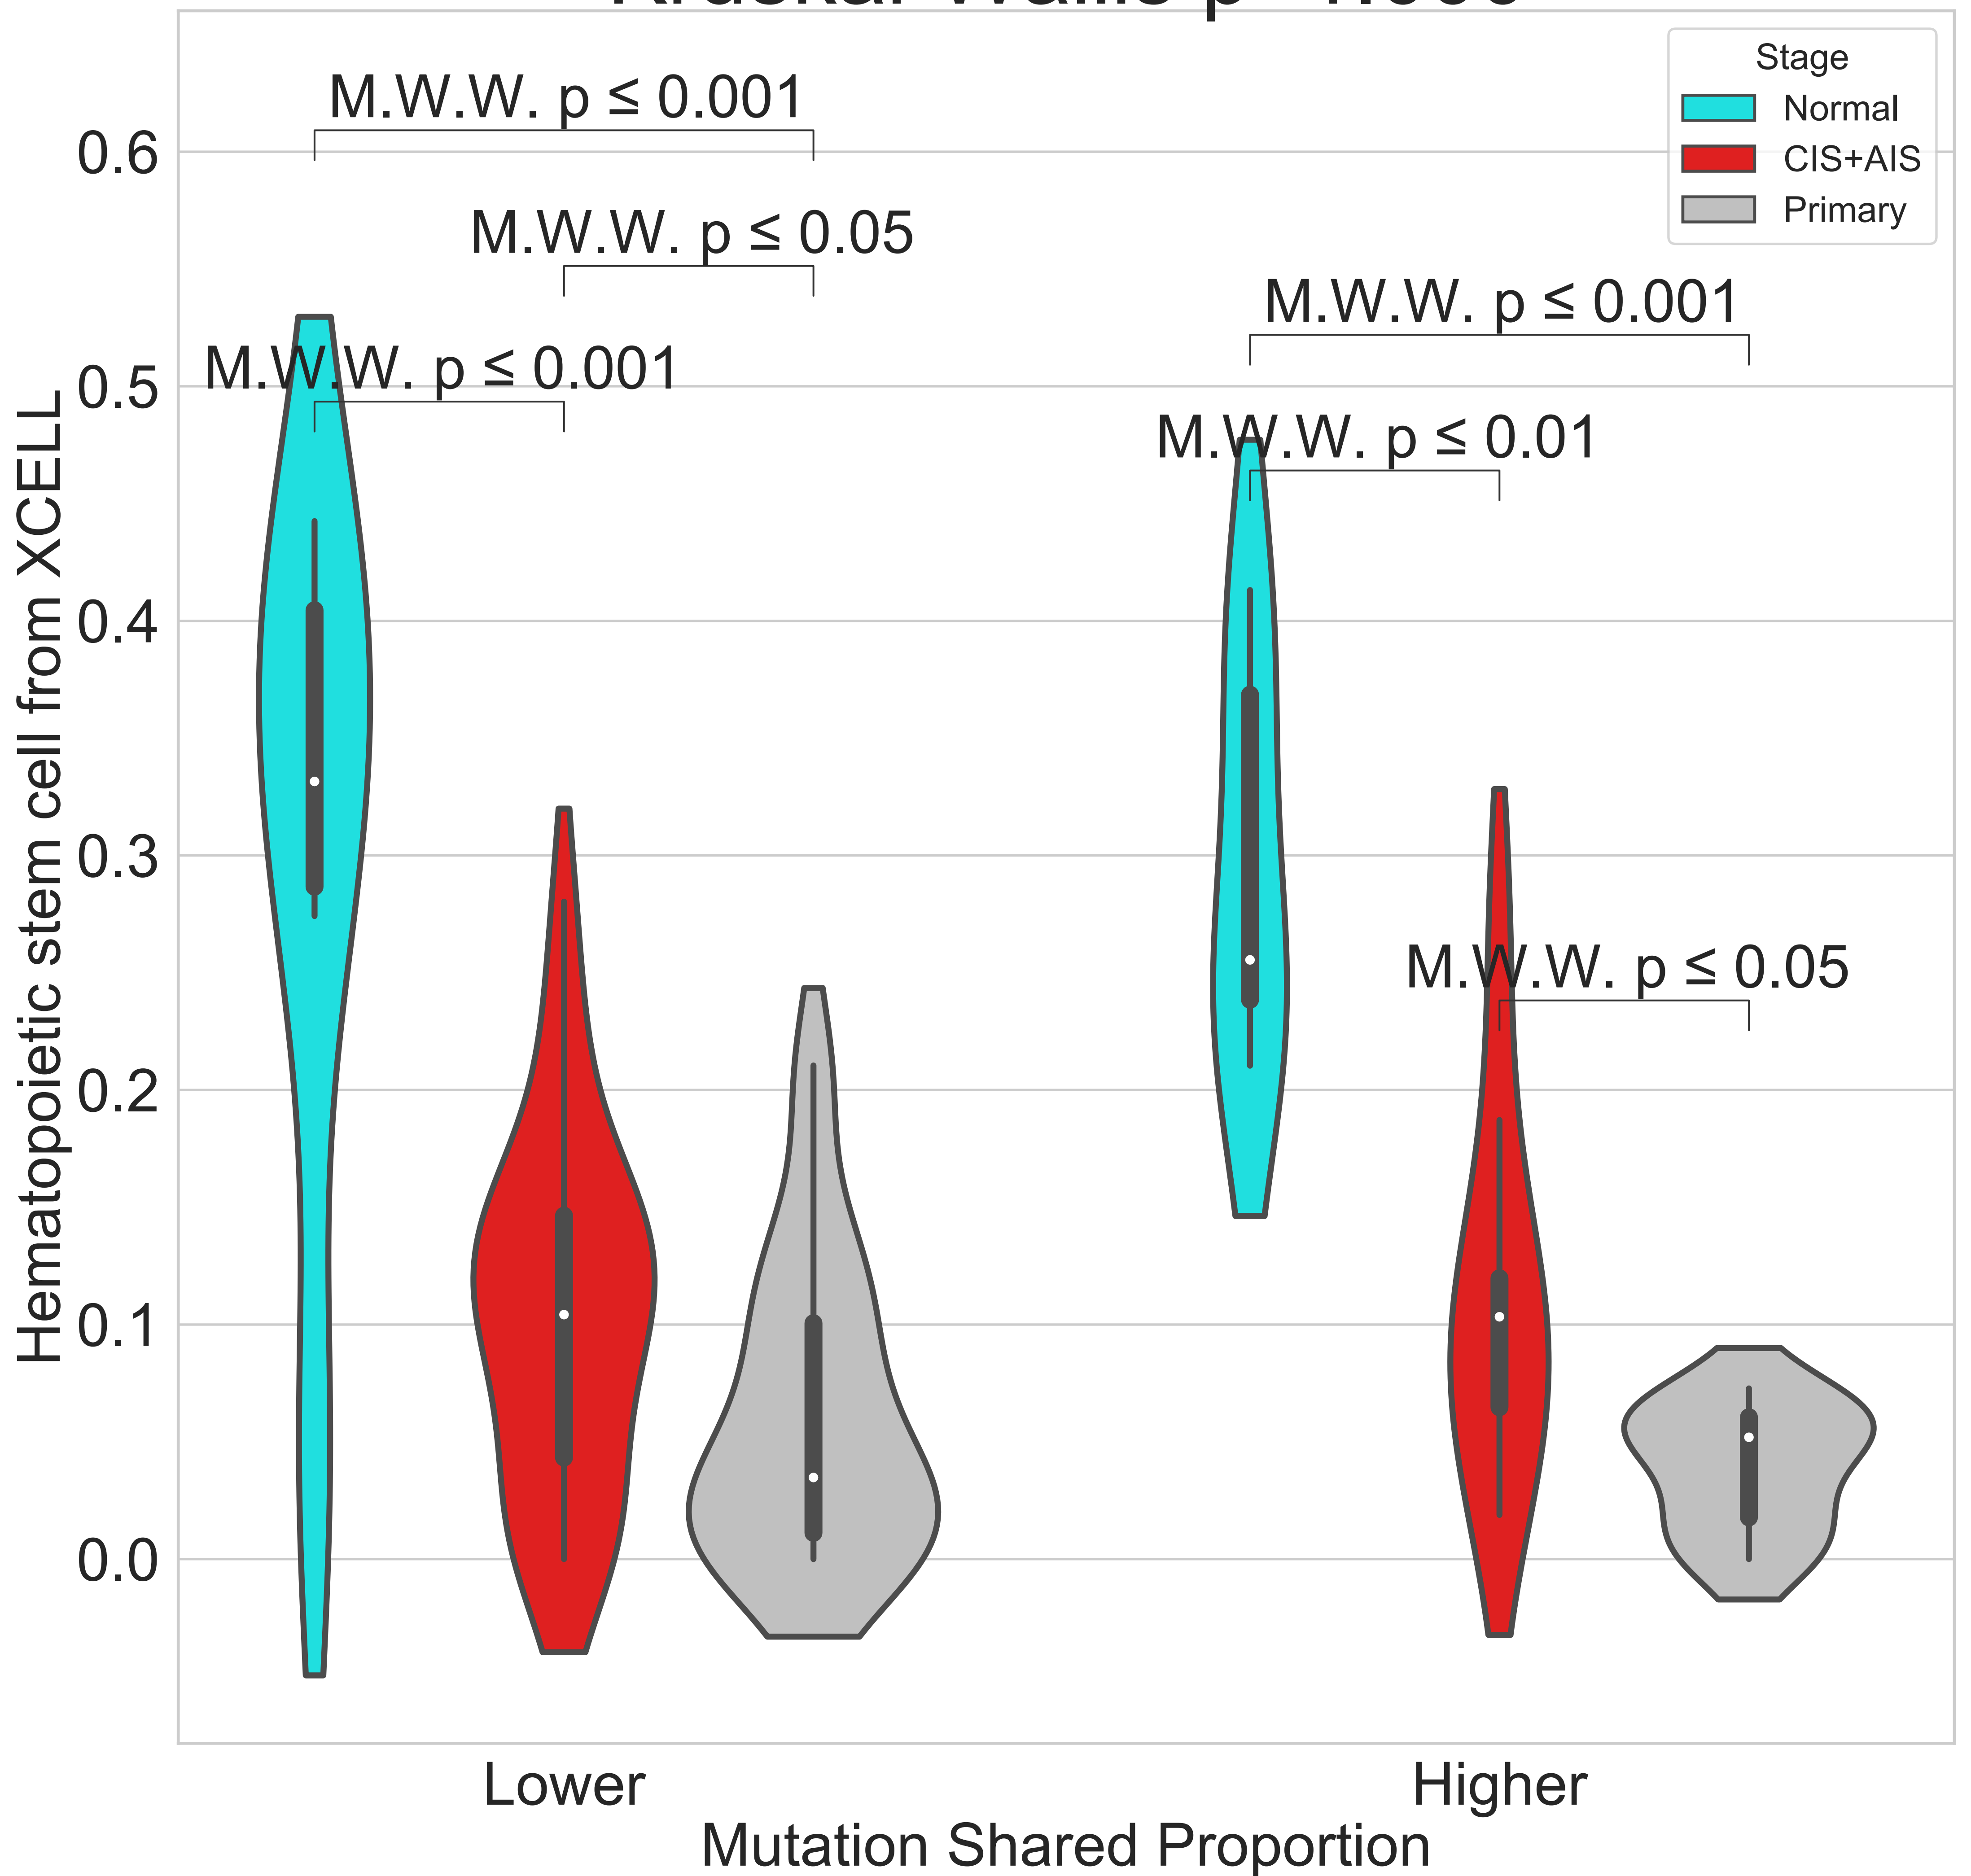 Stage
Normal
CIS+AIS
Primary
M.W.W. p ≤ 0.001
M.W.W. p ≤ 0.05
M.W.W. p ≤ 0.001
M.W.W. p ≤ 0.001
M.W.W. p ≤ 0.01
M.W.W. p ≤ 0.05
0.6
0.5
0.4
0.3
0.2
0.1
0.0
Hematopoietic stem cell from XCELL
Lower
Higher
Mutation Shared Proportion